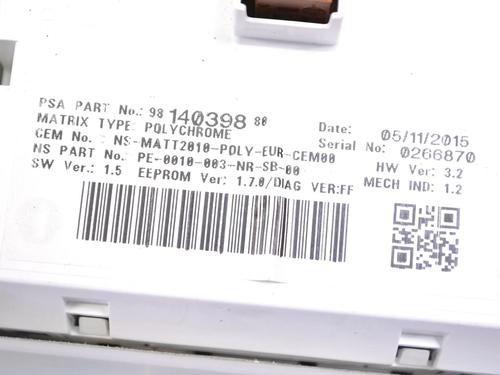 PSA PART No.: 98 140398 80
MATRIX TYPE: POLYCHROME
CEM No.: NS-MATT2010-POLY-EUR-CEM00
NS PART No.: PE-0010-003-NR-SB-00
SW Ver.: 1.5 EEPROM Ver: 1.7.0/DIAG VER:FF
Date: 05/11/2015
Serial No: 0266870
HW Ver: 3.2
MECH IND: 1.2